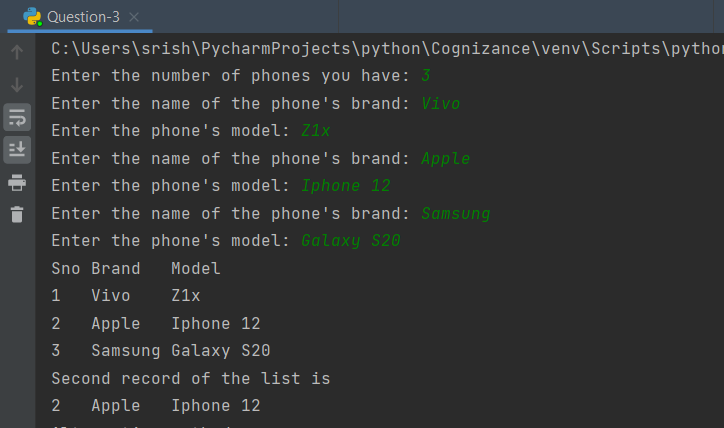 Question-3
C:\Users\srish\PycharmProjects\python\Cognizance\venv\Scripts\python
Enter the number of phones you have: 3
Enter the name of the phone's brand: Vivo
Enter the phone's model: Z1x
Enter the name of the phone's brand: Apple
Enter the phone's model: Iphone 12
Enter the name of the phone's brand: Samsung
Enter the phone's model: Galaxy S20
Sno Brand   Model
1   Vivo    Z1x
2   Apple   Iphone 12
3   Samsung Galaxy S20
Second record of the list is
2   Apple   Iphone 12